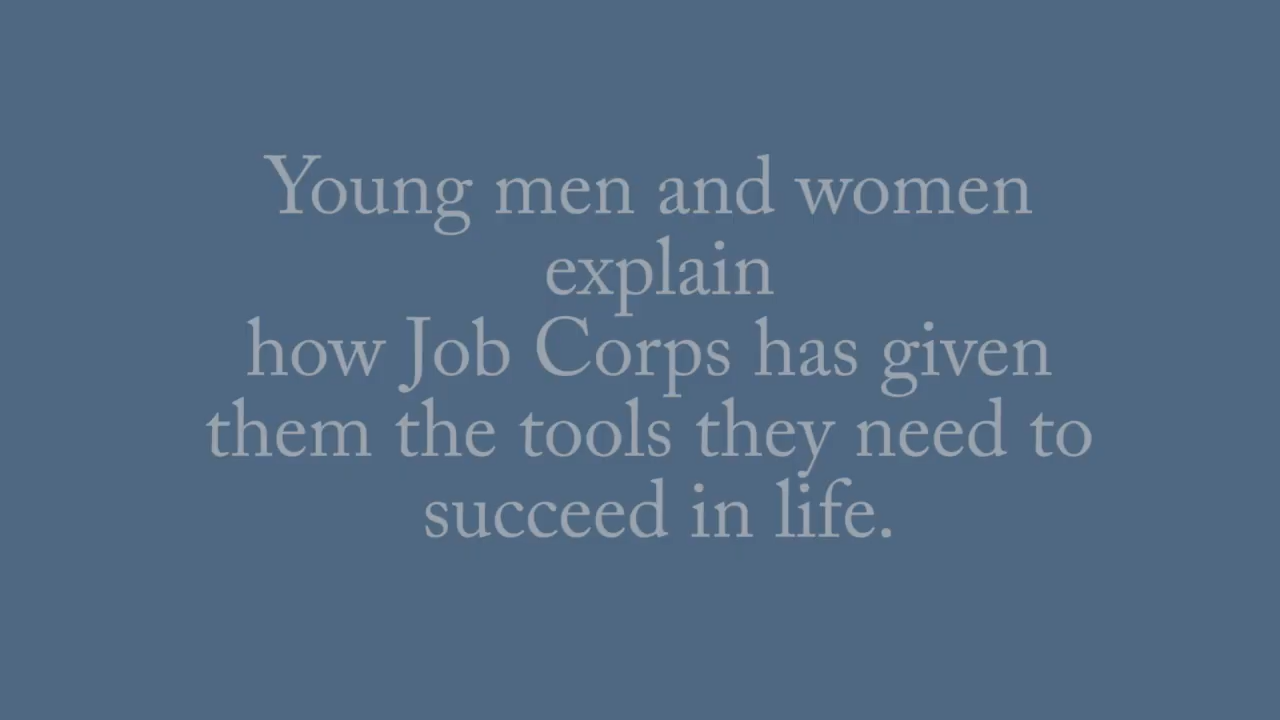 Young men and women
explain
how Job Corps has given
them the tools they need to
succeed in life.